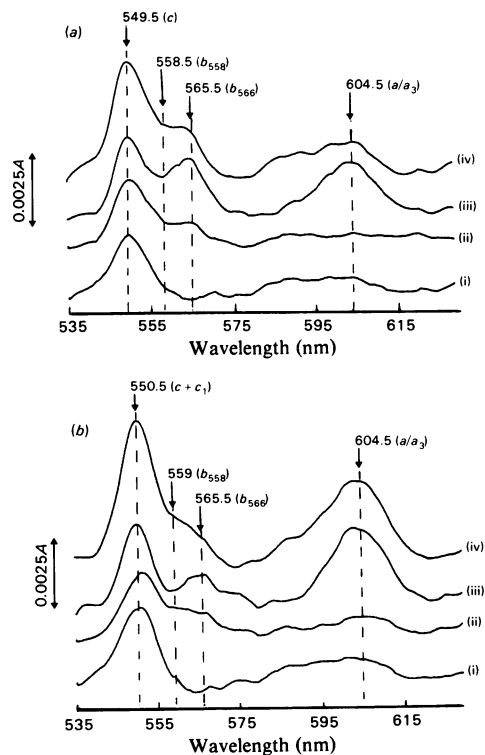 (a)
549.5 (c)
558.5 (b558)
565.5 (b566)
604.5 (a/a3)
0.0025A
(iv)
(iii)
(ii)
(i)
535 555 575 595 615
Wavelength (nm)
(b)
550.5 (c + c1)
559 (b558)
565.5 (b566)
604.5 (a/a3)
0.0025A
(iv)
(iii)
(ii)
(i)
535 555 575 595 615
Wavelength (nm)